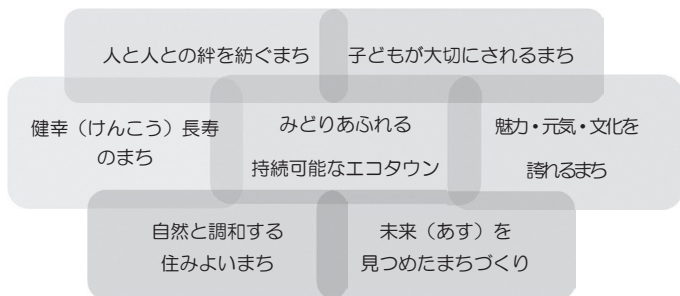 人と人との絆を紡ぐまち
子どもが大切にされるまち
健幸（けんこう）長寿
のまち
みどりあふれる
持続可能なエコタウン
魅力・元気・文化を
誇れるまち
自然と調和する
住みよいまち
未来（あす）を
見つめたまちづくり